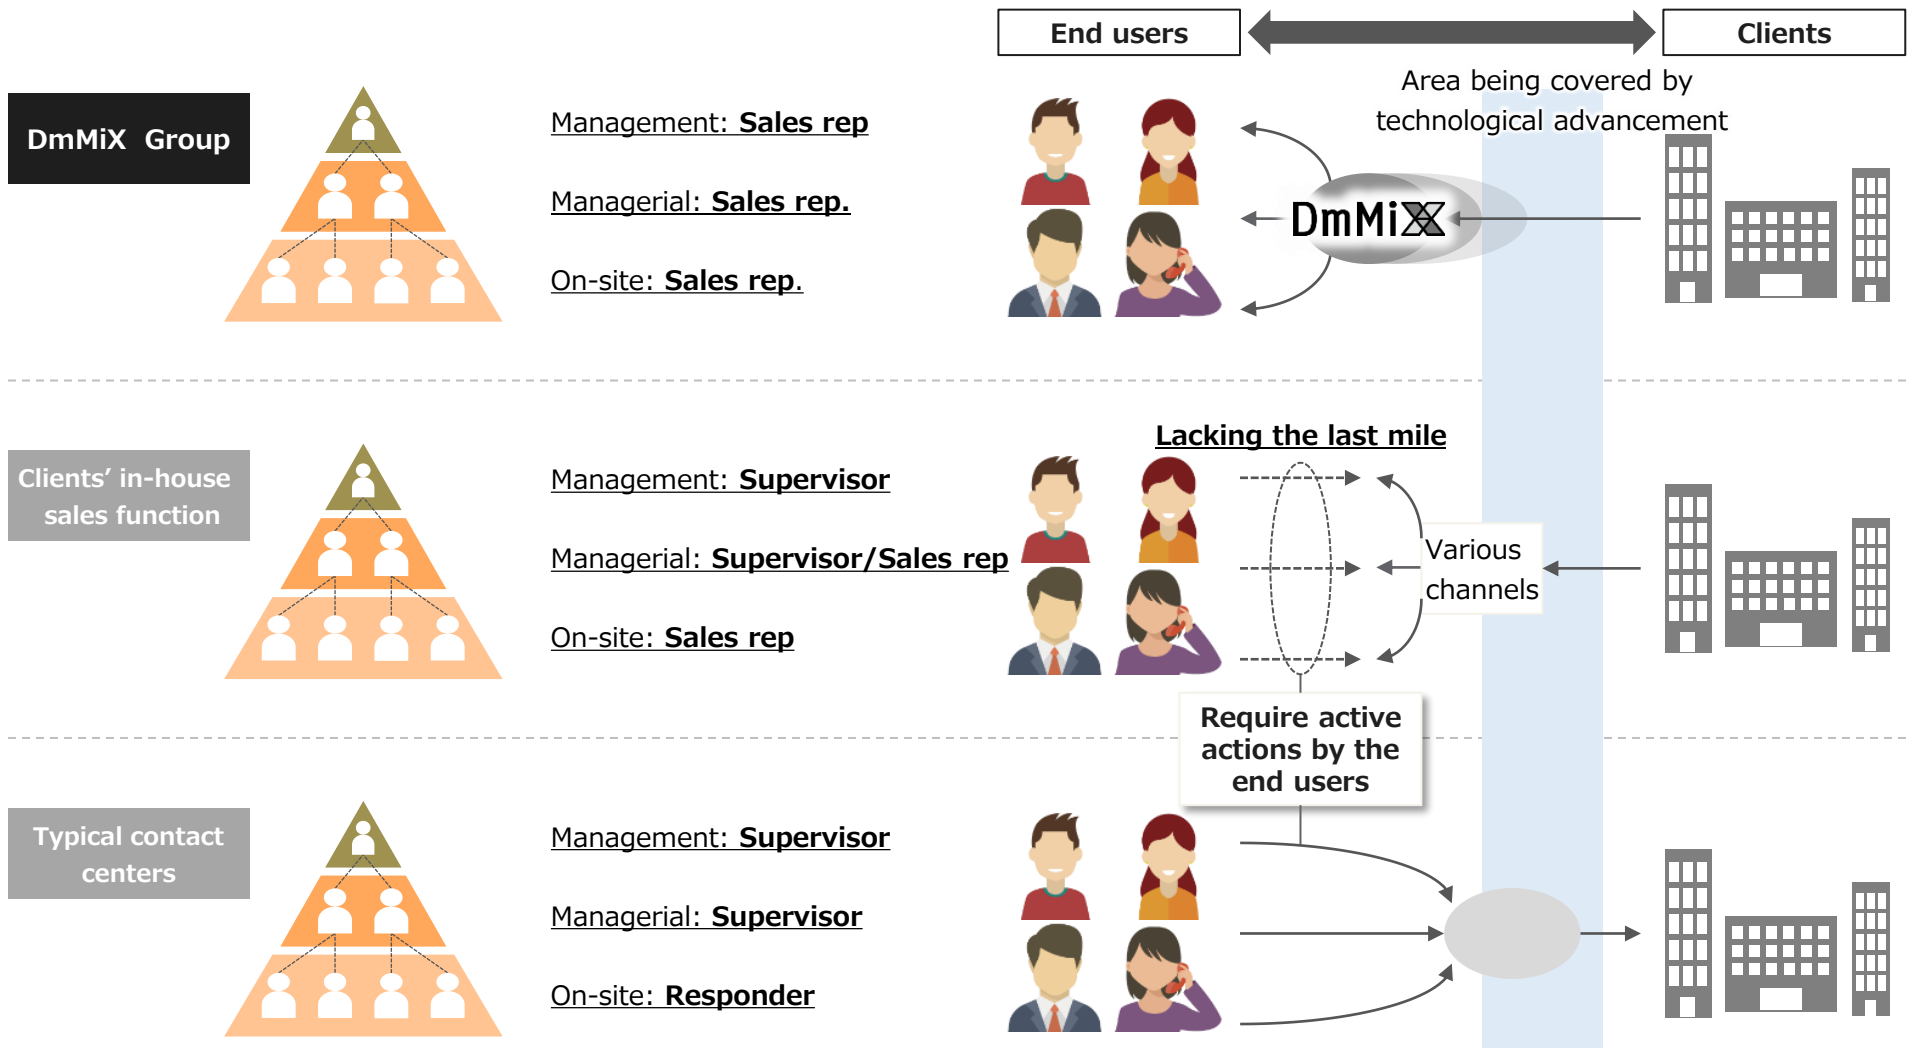 End users
Clients
Area being covered by
technological advancement
DmMiX Group
Management: Sales rep
Managerial: Sales rep.
On-site: Sales rep.
DmMiX
Clients’ in-house
sales function
Management: Supervisor
Managerial: Supervisor/Sales rep
On-site: Sales rep
Lacking the last mile
Various
channels
Require active
actions by the
end users
Typical contact
centers
Management: Supervisor
Managerial: Supervisor
On-site: Responder